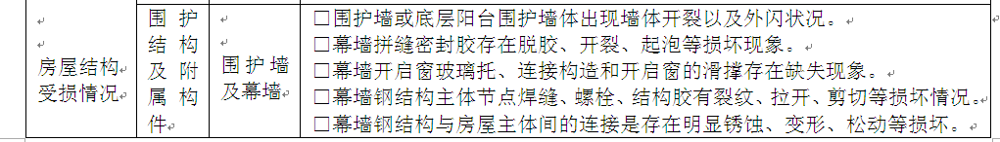 房屋结构
受损情况
围护
结构
及附
属构
件
围护墙
及幕墙
□围护墙或底层阳台围护墙体出现墙体开裂以及外闪状况。
□幕墙拼缝密封胶存在脱胶、开裂、起泡等损坏现象。
□幕墙开启窗玻璃托、连接构造和开启窗的滑撑存在缺失现象。
□幕墙钢结构主体节点焊缝、螺栓、结构胶有裂纹、拉开、剪切等损坏情况。
□幕墙钢结构与房屋主体间的连接是存在明显锈蚀、变形、松动等损坏。